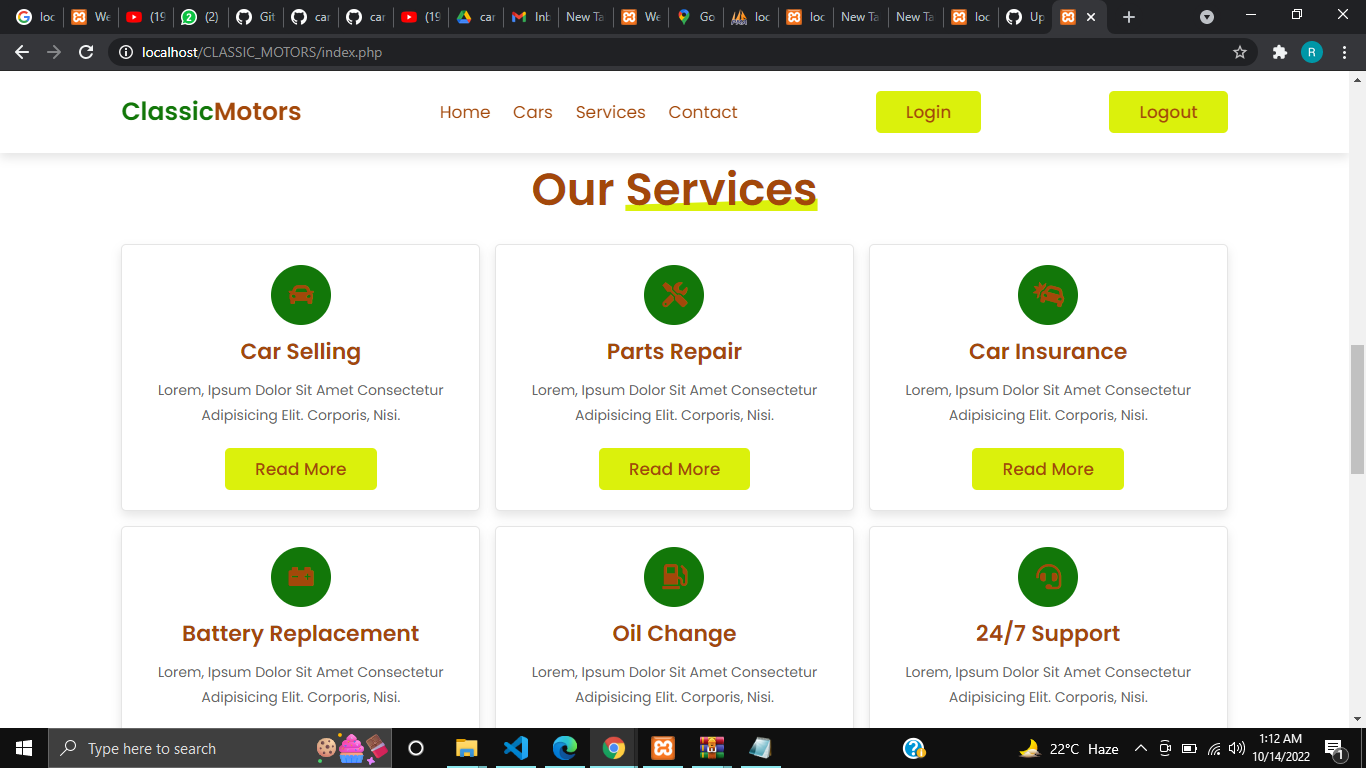 loc
We
(19
(2)
Git
car
car
(19
car
Inb
New Ta
We
Go
loc
loc
New Ta
New Ta
loc
Up
localhost/CLASSIC_MOTORS/index.php
R
ClassicMotors
Home
Cars
Services
Contact
Login
Logout
Our Services
Car Selling
Lorem, Ipsum Dolor Sit Amet Consectetur
Adipisicing Elit. Corporis, Nisi.
Read More
Parts Repair
Lorem, Ipsum Dolor Sit Amet Consectetur
Adipisicing Elit. Corporis, Nisi.
Read More
Car Insurance
Lorem, Ipsum Dolor Sit Amet Consectetur
Adipisicing Elit. Corporis, Nisi.
Read More
Battery Replacement
Lorem, Ipsum Dolor Sit Amet Consectetur
Adipisicing Elit. Corporis, Nisi.
Oil Change
Lorem, Ipsum Dolor Sit Amet Consectetur
Adipisicing Elit. Corporis, Nisi.
24/7 Support
Lorem, Ipsum Dolor Sit Amet Consectetur
Adipisicing Elit. Corporis, Nisi.
Type here to search
22°C Haze
1:12 AM
10/14/2022
1